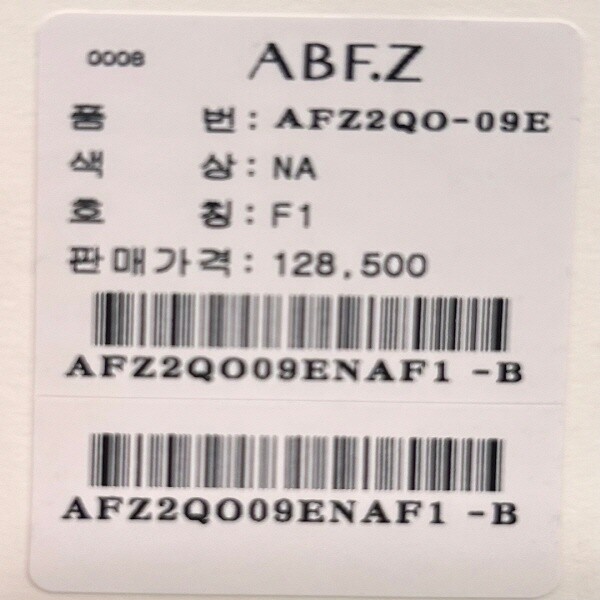 0008 ABF.Z
품 번 : AFZ2QO-09E
색 상 : NA
호 칭 : F1
판매가격 : 128,500
AFZ2QO09ENAF1 -B
AFZ2QO09ENAF1 -B